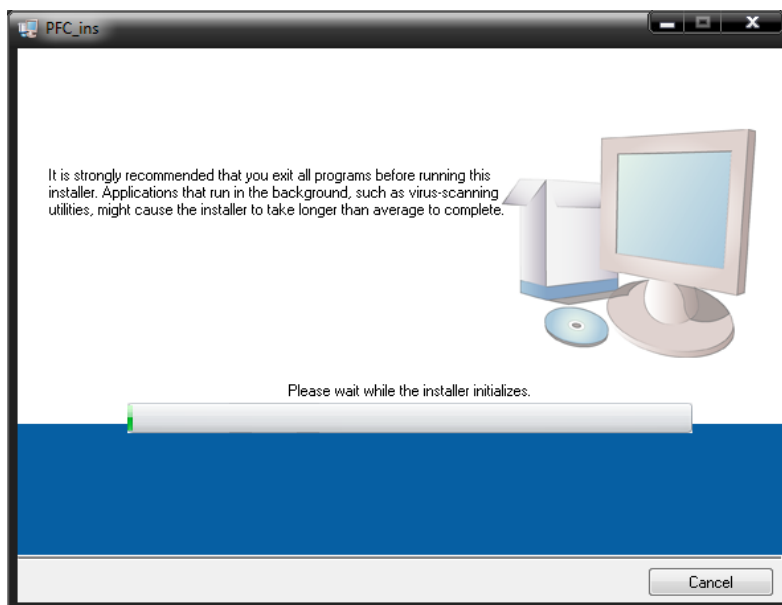 PFC_ins
It is strongly recommended that you exit all programs before running this
installer. Applications that run in the background, such as virus-scanning
utilities, might cause the installer to take longer than average to complete.
Please wait while the installer initializes.
Cancel